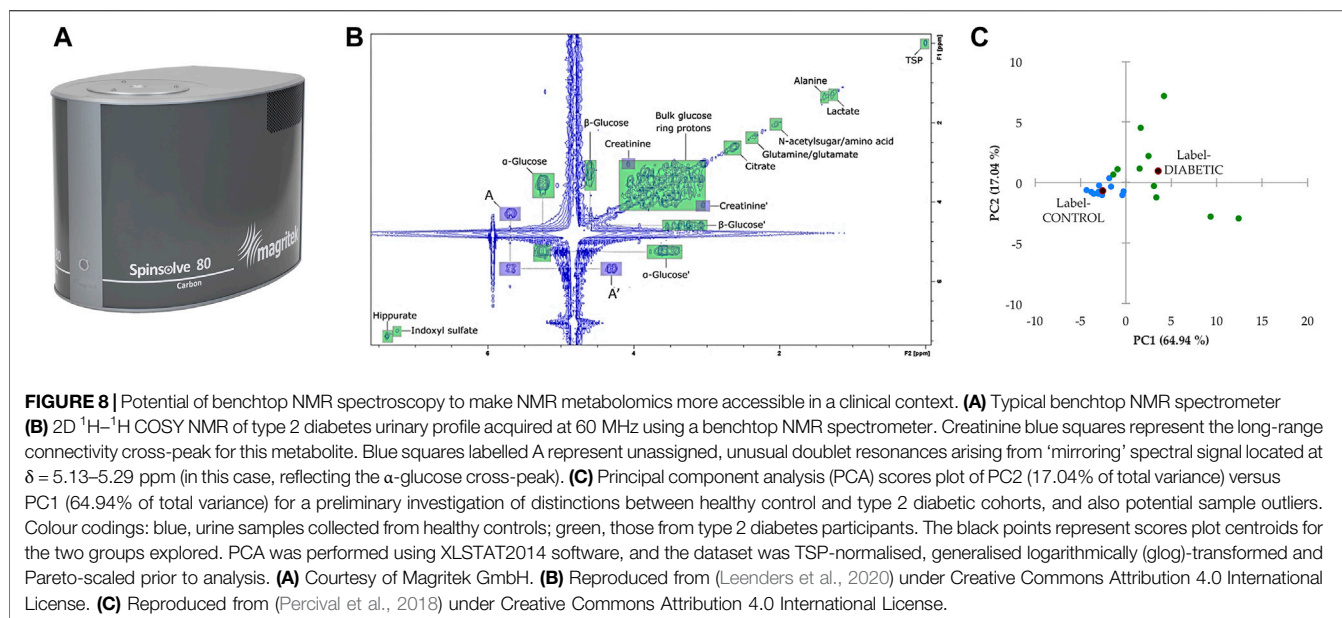 A
B
C
80
Spinsolve 80
Carbon
magritek
TSP
Alanine
Lactate
Bulk glucose
ring protons
β-Glucose
Creatinine
α-Glucose
N-acetylsugar/amino acid
Glutamine/glutamate
Citrate
A
Creatinine'
β-Glucose'
α-Glucose'
A'
Hippurate
Indoxyl sulfate
F1 [ppm]
2
4
6
6
4
2
F2 [ppm]
PC2 (17.04 %)
10
5
0
-5
-10
Label-
DIABETIC
Label-
CONTROL
-10 -5 0 5 10 15 20
PC1 (64.94 %)
FIGURE 8 | Potential of benchtop NMR spectroscopy to make NMR metabolomics more accessible in a clinical context. (A) Typical benchtop NMR spectrometer
(B) 2D ¹H–¹H COSY NMR of type 2 diabetes urinary profile acquired at 60 MHz using a benchtop NMR spectrometer. Creatinine blue squares represent the long-range
connectivity cross-peak for this metabolite. Blue squares labelled A represent unassigned, unusual doublet resonances arising from ‘mirroring’ spectral signal located at
δ = 5.13–5.29 ppm (in this case, reflecting the α-glucose cross-peak). (C) Principal component analysis (PCA) scores plot of PC2 (17.04% of total variance) versus
PC1 (64.94% of total variance) for a preliminary investigation of distinctions between healthy control and type 2 diabetic cohorts, and also potential sample outliers.
Colour codings: blue, urine samples collected from healthy controls; green, those from type 2 diabetes participants. The black points represent scores plot centroids for
the two groups explored. PCA was performed using XLSTAT2014 software, and the dataset was TSP-normalised, generalised logarithmically (glog)-transformed and
Pareto-scaled prior to analysis. (A) Courtesy of Magritek GmbH. (B) Reproduced from (Leenders et al., 2020) under Creative Commons Attribution 4.0 International
License. (C) Reproduced from (Percival et al., 2018) under Creative Commons Attribution 4.0 International License.